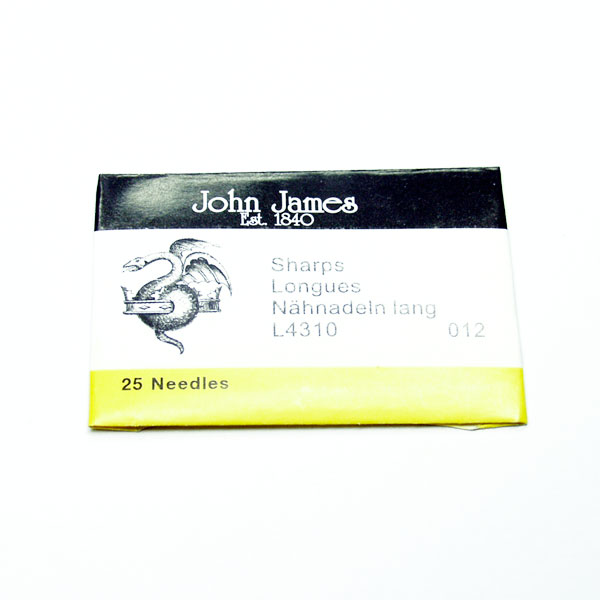 John James
Est. 1840
Sharps
Longues
Nähnadeln lang
L4310 012
25 Needles